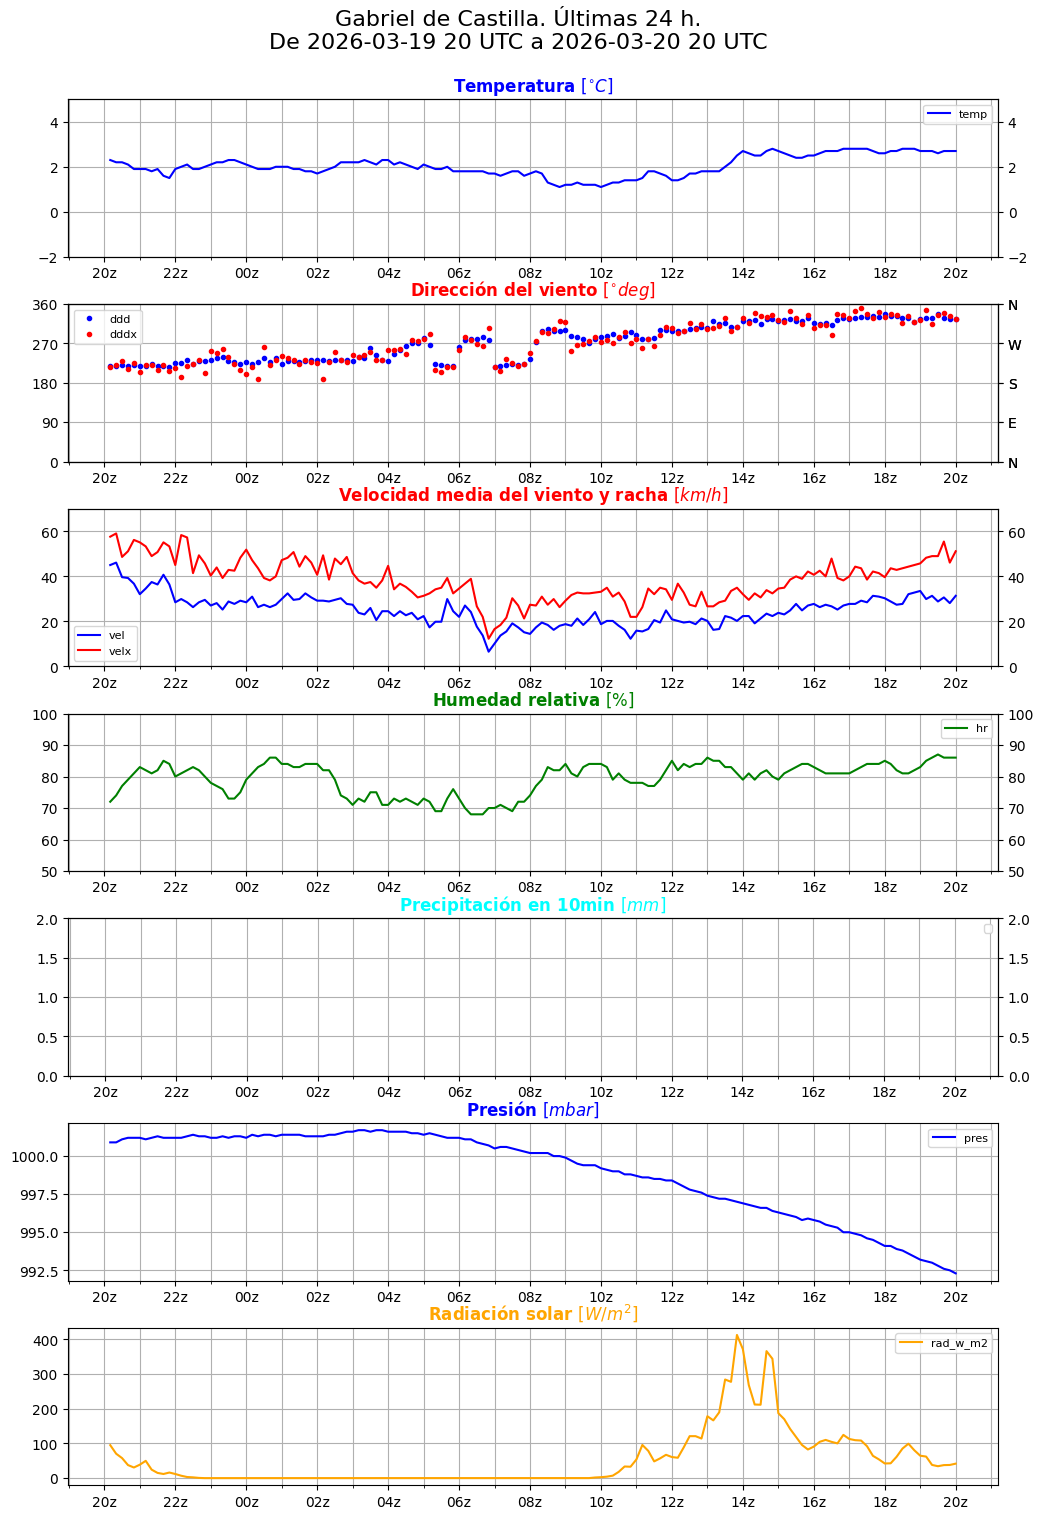 Gabriel de Castilla. Últimas 24 h.
De 2026-03-19 20 UTC a 2026-03-20 20 UTC
Temperatura [°C]
4
2
0
−2
temp
4
2
0
−2
20z 22z 00z 02z 04z 06z 08z 10z 12z 14z 16z 18z 20z
Dirección del viento [°deg]
360
270
180
90
0
ddd
dddx
N
W
S
E
N
20z 22z 00z 02z 04z 06z 08z 10z 12z 14z 16z 18z 20z
Velocidad media del viento y racha [km/h]
60
40
20
0
vel
velx
60
40
20
0
20z 22z 00z 02z 04z 06z 08z 10z 12z 14z 16z 18z 20z
Humedad relativa [%]
100
90
80
70
60
50
hr
100
90
80
70
60
50
20z 22z 00z 02z 04z 06z 08z 10z 12z 14z 16z 18z 20z
Precipitación en 10min [mm]
2.0
1.5
1.0
0.5
0.0
2.0
1.5
1.0
0.5
0.0
20z 22z 00z 02z 04z 06z 08z 10z 12z 14z 16z 18z 20z
Presión [mbar]
1000.0
997.5
995.0
992.5
pres
20z 22z 00z 02z 04z 06z 08z 10z 12z 14z 16z 18z 20z
Radiación solar [W/m²]
400
300
200
100
0
rad_w_m2
20z 22z 00z 02z 04z 06z 08z 10z 12z 14z 16z 18z 20z